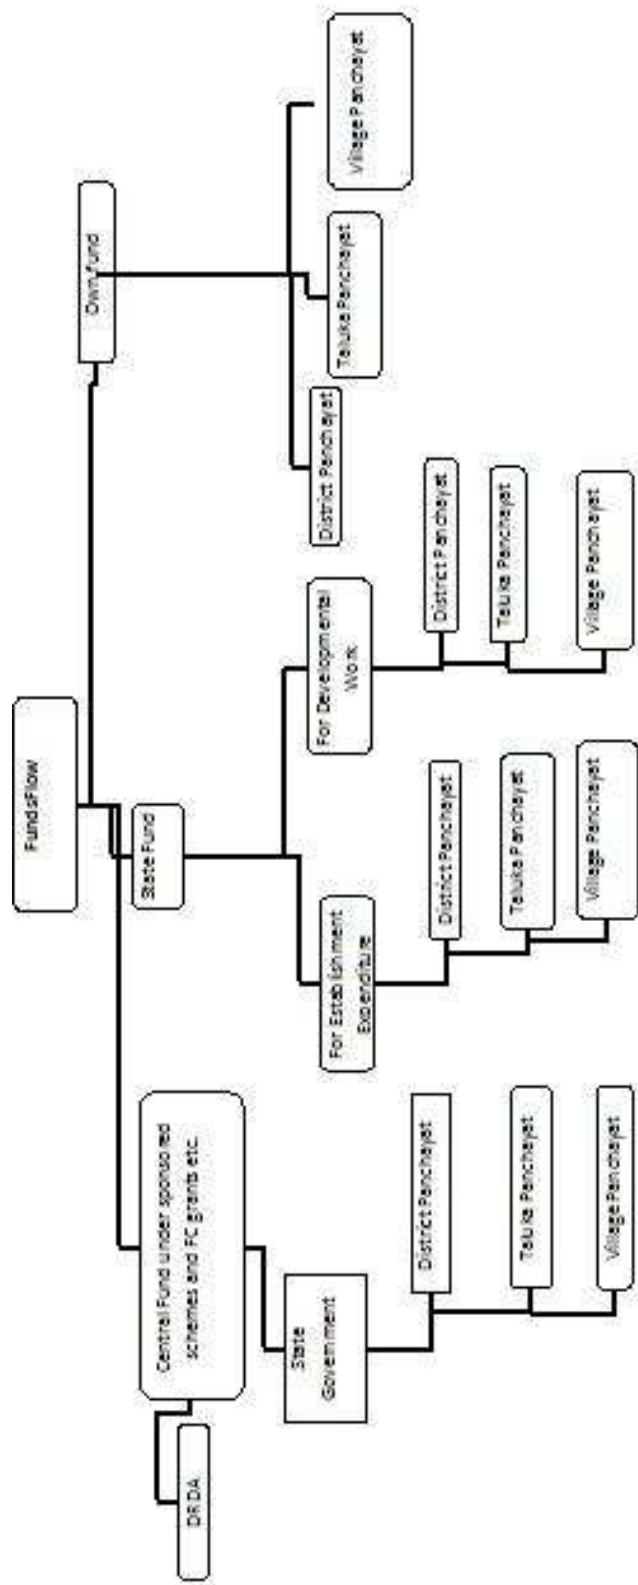 FundsFlow
Central Fund under sponsored
schemes and FC grants etc.
State Fund
Own fund
DRDA
State
Government
District Panchayat
Taluka Panchayat
Village Panchayat
For Establishment
Expenditure
District Panchayat
Taluka Panchayat
Village Panchayat
For Developmental
Work
District Panchayat
Taluka Panchayat
Village Panchayat
District Panchayat
Taluka Panchayat
Village Panchayat